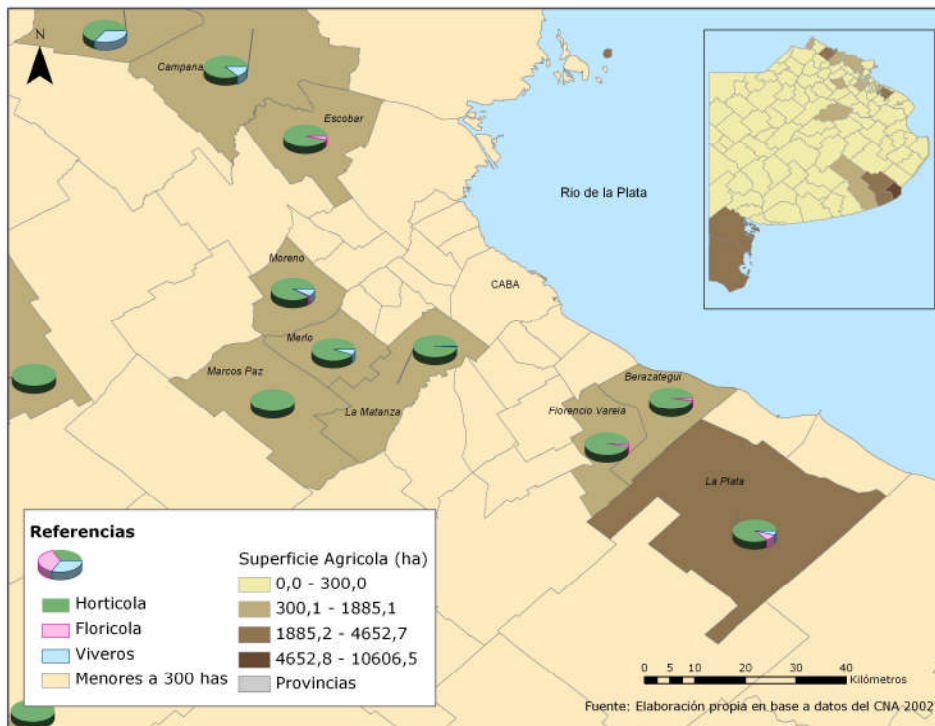 N
Campana
Escobar
Rio de la Plata
Moreno
CABA
Merlo
Marcos Paz
La Matanza
Berazategui
Florencio Varela
La Plata
Referencias
Horticola
Floricola
Viveros
Menores a 300 has
Superficie Agricola (ha)
0,0 - 300,0
300,1 - 1885,1
1885,2 - 4652,7
4652,8 - 10606,5
Provincias
0 5 10 20 30 40
Kilómetros
Fuente: Elaboración propia en base a datos del CNA 2002